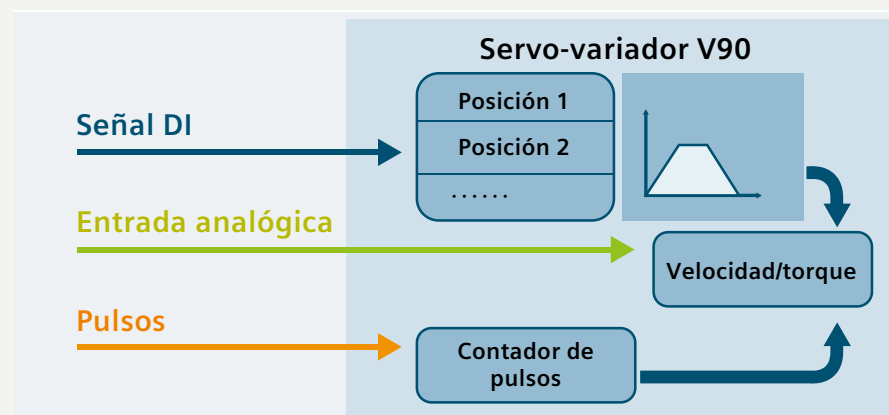 Servo-variador V90
Señal DI
Posición 1
Posición 2
......
Entrada analógica
Velocidad/torque
Pulsos
Contador de
pulsos